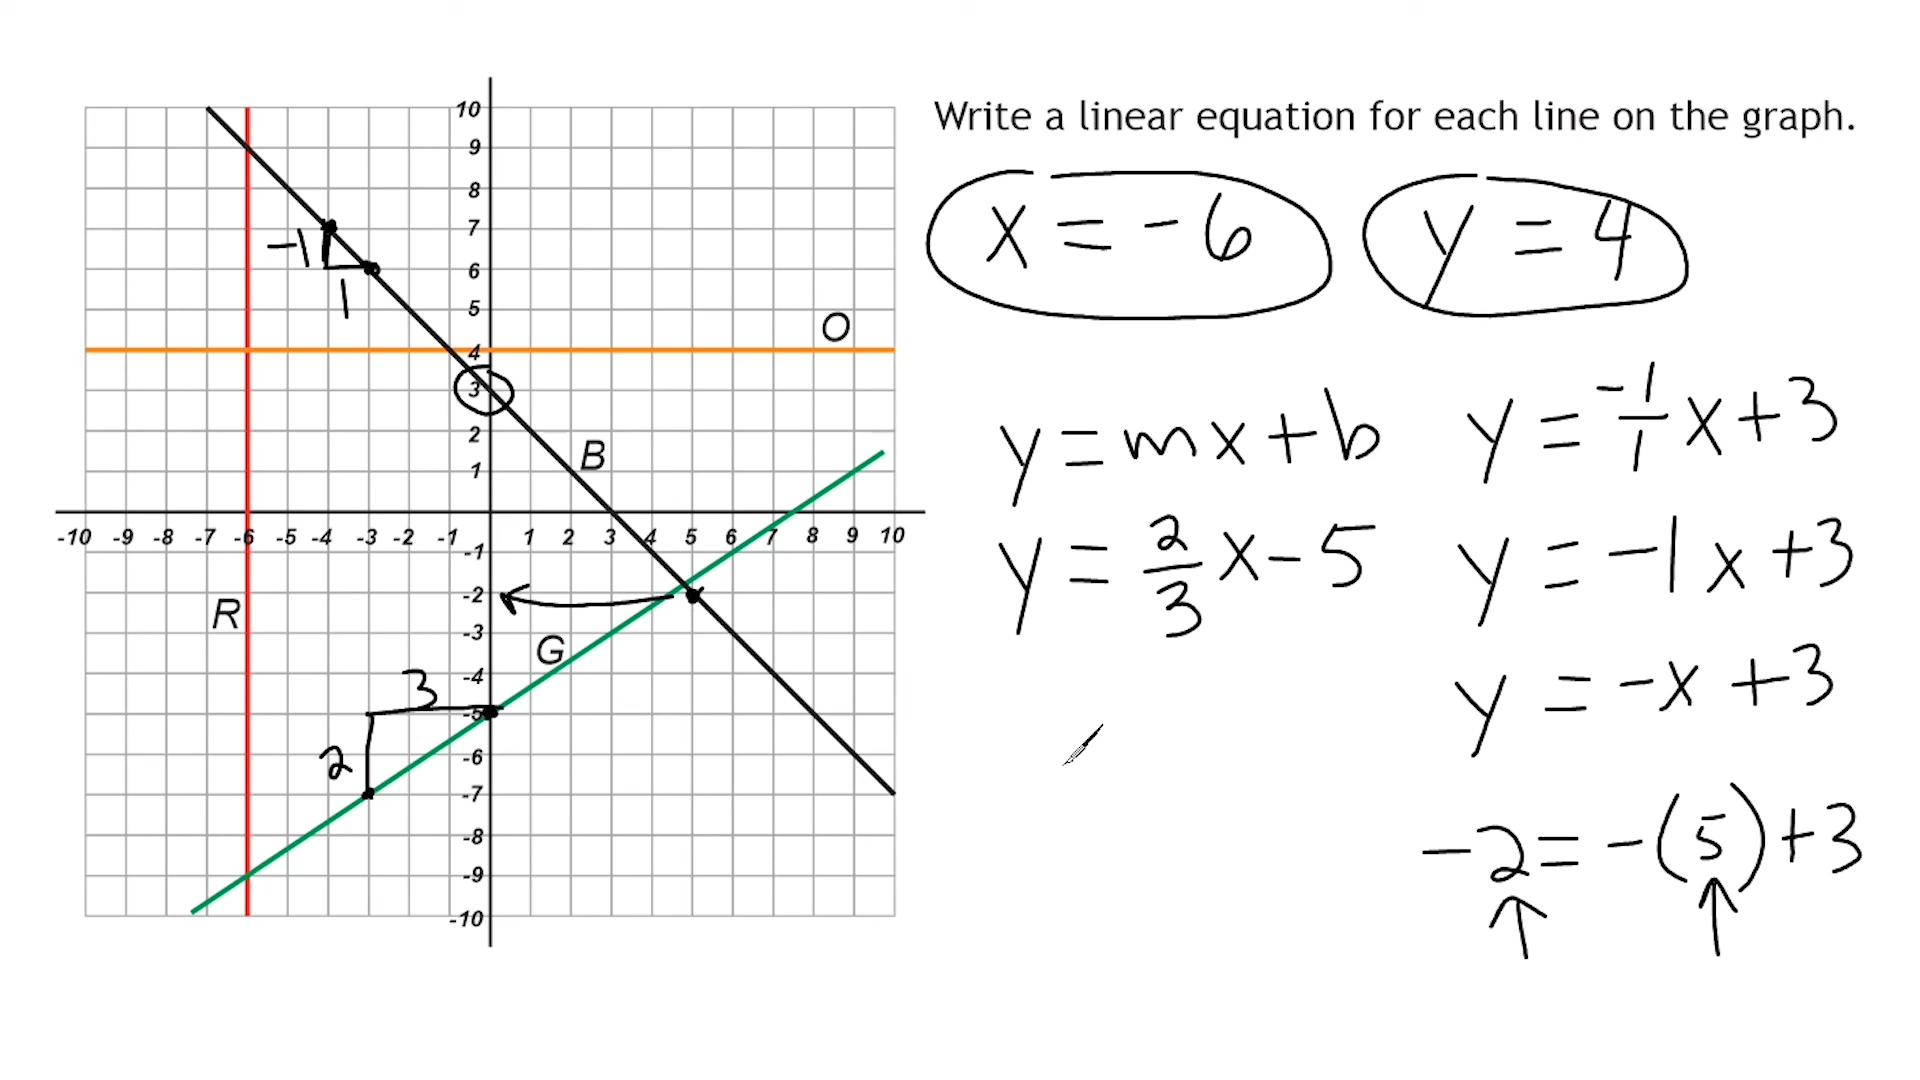 Write a linear equation for each line on the graph.
x = -6
y = 4
y = mx + b
y = -1/1 x + 3
y = 2/3 x - 5
y = -1x + 3
y = -x + 3
-2 = -(5) + 3
10
9
8
7
6
5
4
3
2
1
-10 -9 -8 -7 -6 -5 -4 -3 -2 -1 1 2 3 4 5 6 7 8 9 10
-1
-2
-3
-4
-5
-6
-7
-8
-9
-10
-1
1
O
B
R
G
3
2